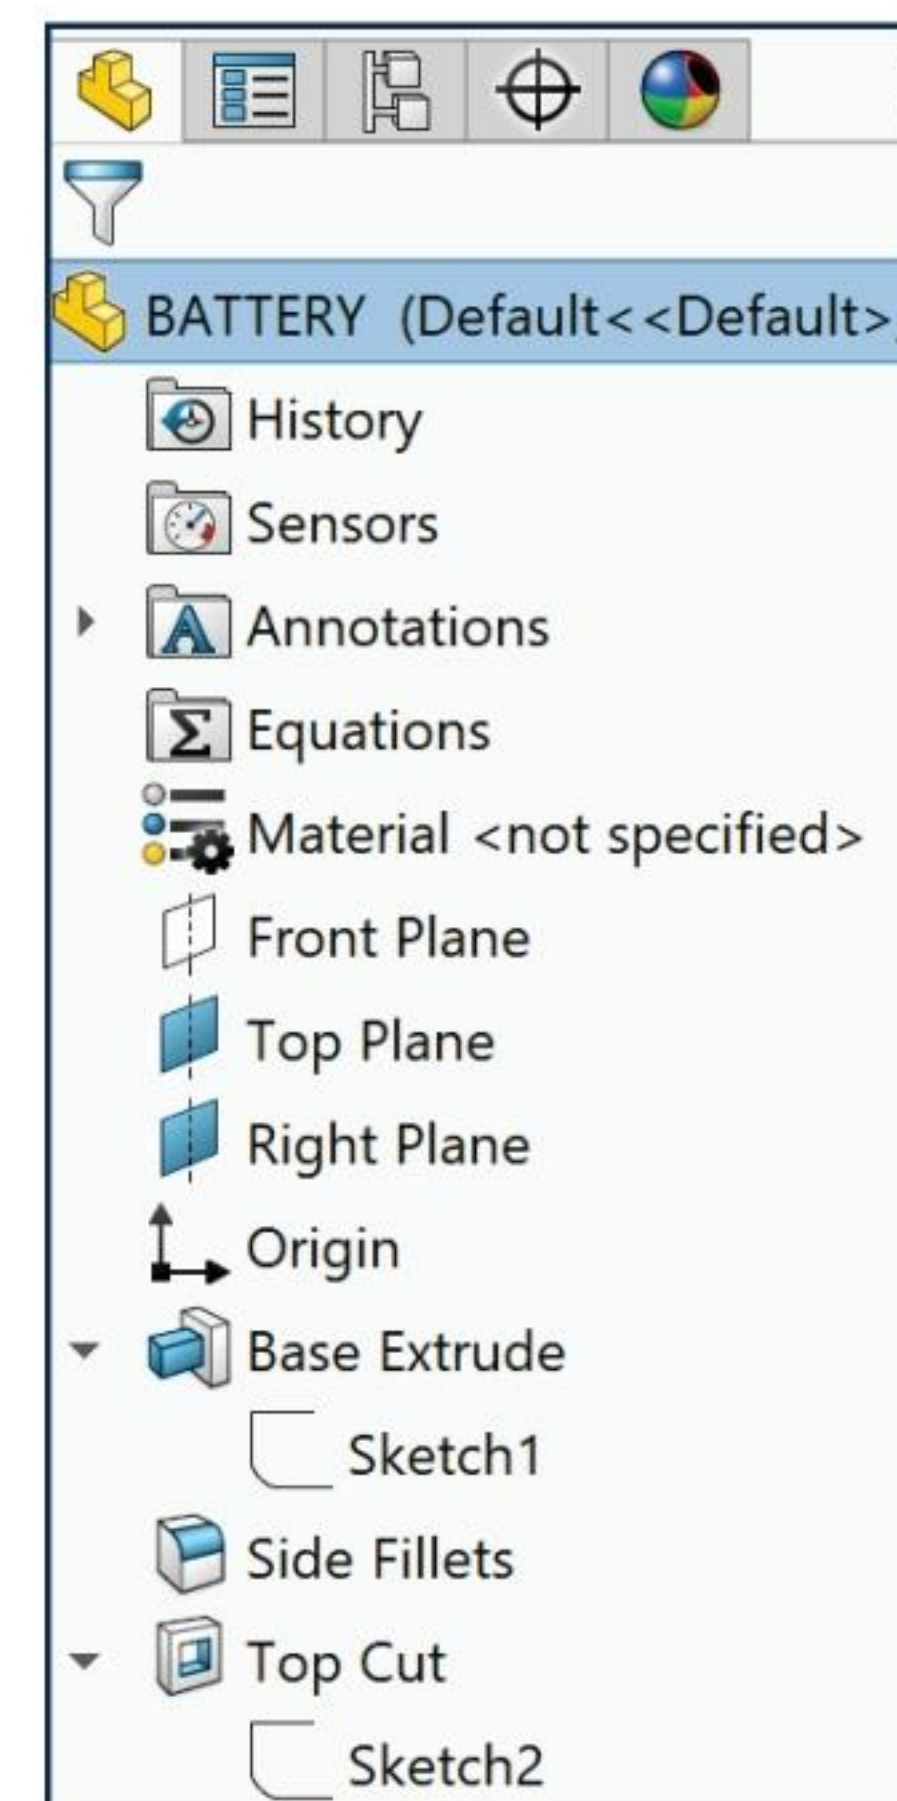 BATTERY (Default<<Default>
History
Sensors
Annotations
Equations
Material <not specified>
Front Plane
Top Plane
Right Plane
Origin
Base Extrude
Sketch1
Side Fillets
Top Cut
Sketch2